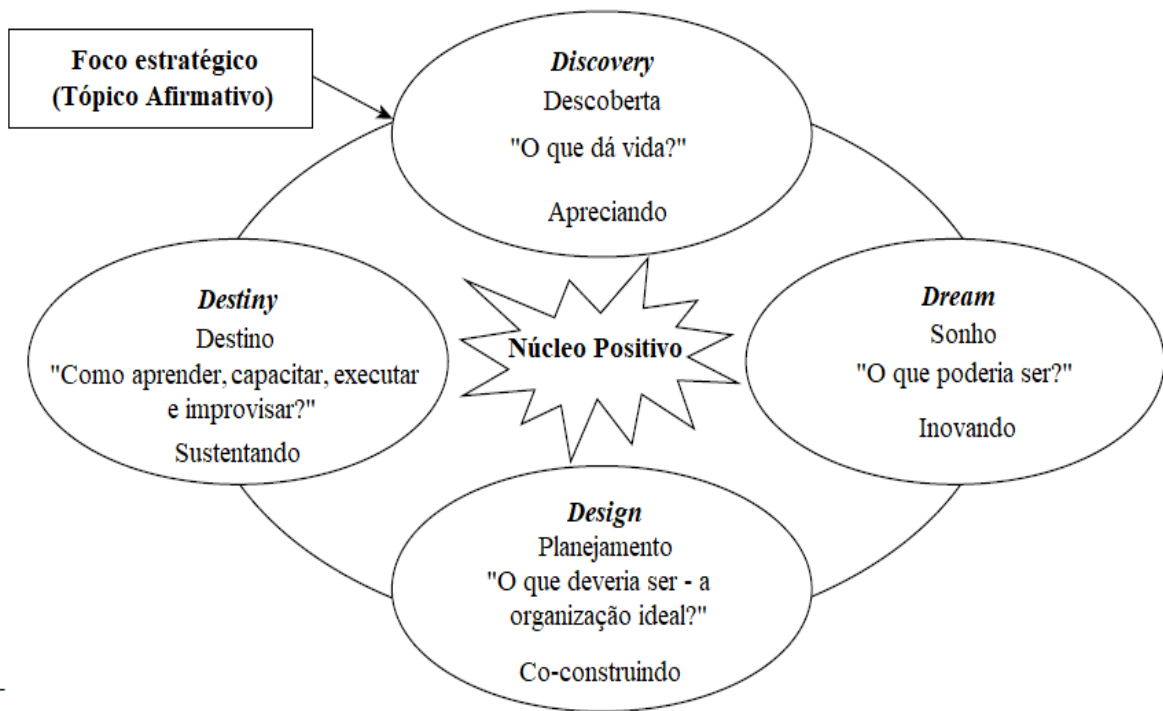 Foco estratégico
(Tópico Afirmativo)
Discovery
Descoberta
"O que dá vida?"
Apreciando
Destiny
Destino
"Como aprender, capacitar, executar
e improvisar?"
Sustentando
Núcleo Positivo
Dream
Sonho
"O que poderia ser?"
Inovando
Design
Planejamento
"O que deveria ser - a
organização ideal?"
Co-construindo